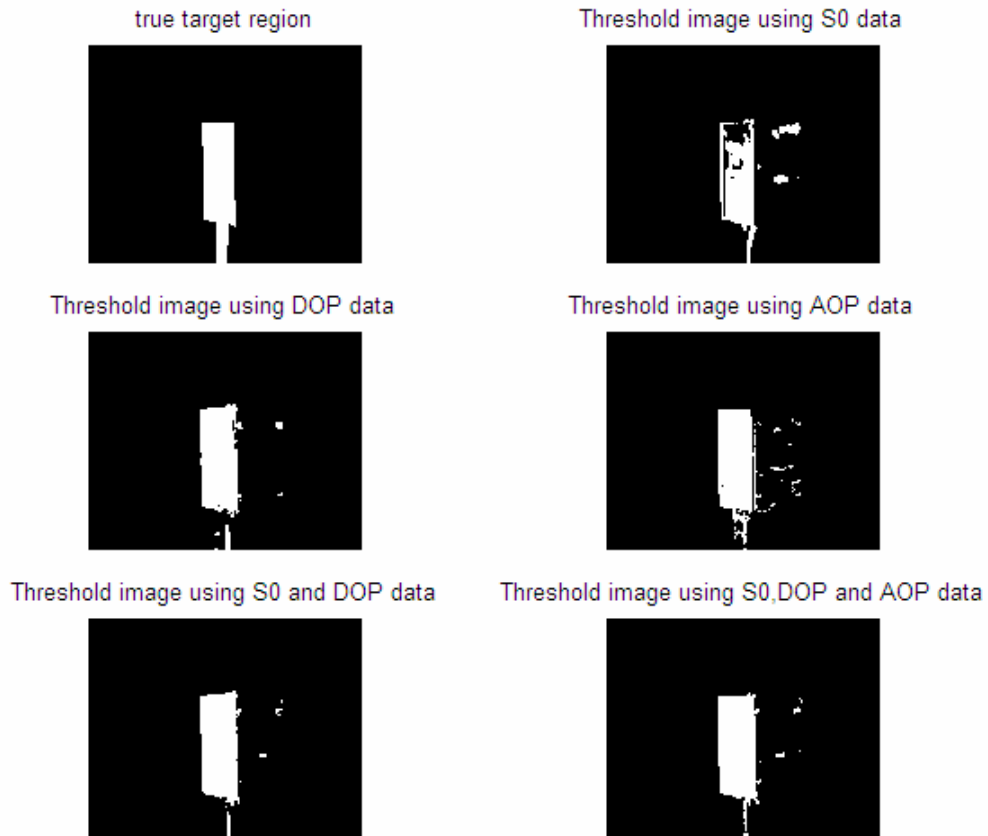 true target region
Threshold image using S0 data
Threshold image using DOP data
Threshold image using AOP data
Threshold image using S0 and DOP data
Threshold image using S0,DOP and AOP data